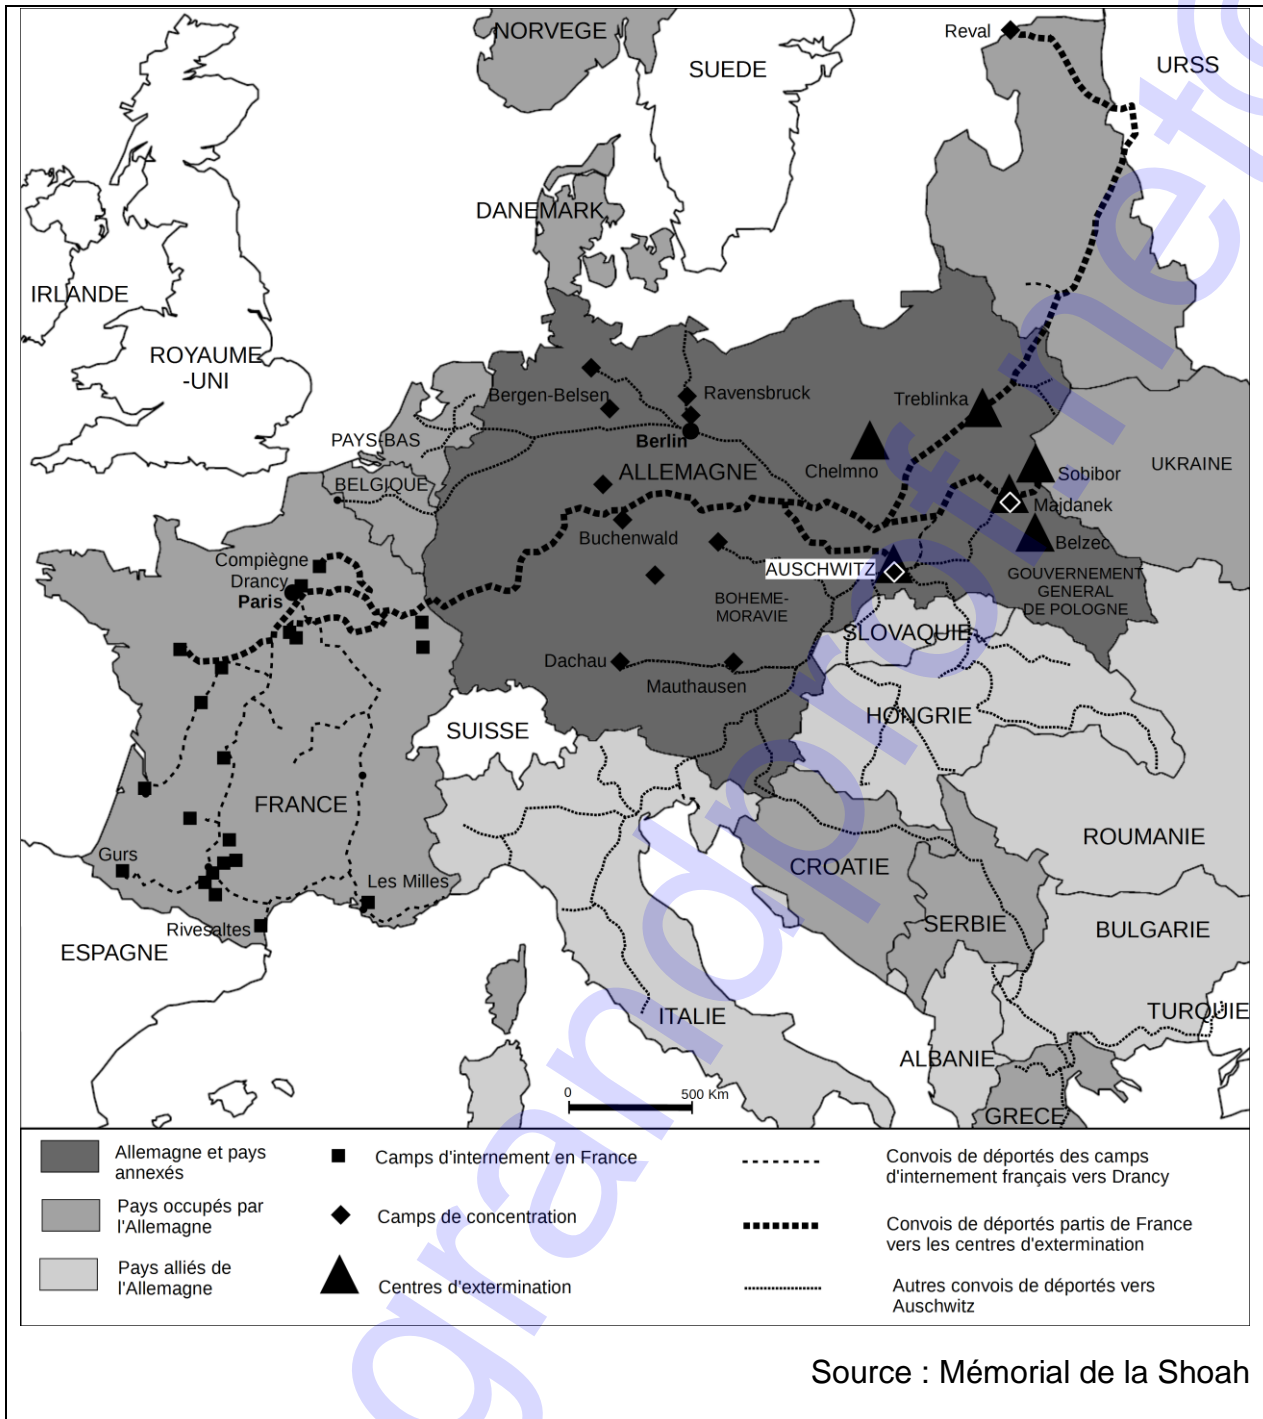 NORVEGE
Reval
SUEDE
URSS
DANEMARK
IRLANDE
ROYAUME
-UNI
Bergen-Belsen
Ravensbruck
Treblinka
PAYS-BAS
Berlin
ALLEMAGNE
Chelmno
Sobibor
UKRAINE
BELGIQUE
Majdanek
Buchenwald
Belzec
Compiègne
Drancy
Paris
AUSCHWITZ
GOUVERNEMENT
GENERAL
DE POLOGNE
BOHEME-
MORAVIE
SLOVAQUIE
Dachau
Mauthausen
SUISSE
HONGRIE
FRANCE
ROUMANIE
Gurs
Les Milles
CROATIE
Rivesaltes
SERBIE
BULGARIE
ESPAGNE
ITALIE
TURQUIE
ALBANIE
0
500 Km
GRECE
Allemagne et pays
annexés
Pays occupés par
l'Allemagne
Pays alliés de
l'Allemagne
Camps d'internement en France
Camps de concentration
Centres d'extermination
Convois de déportés des camps
d'internement français vers Drancy
Convois de déportés partis de France
vers les centres d'extermination
Autres convois de déportés vers
Auschwitz
Source : Mémorial de la Shoah
grandprof.net